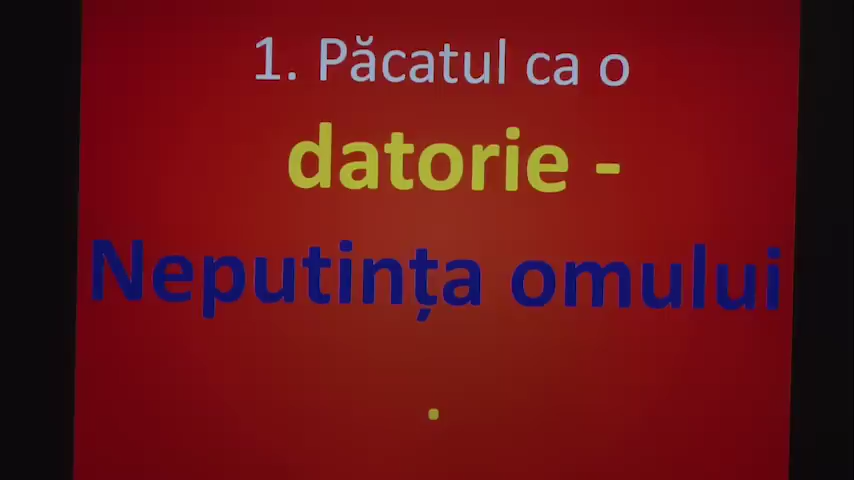 1. Păcatul ca o
datorie -
Neputința omului
.